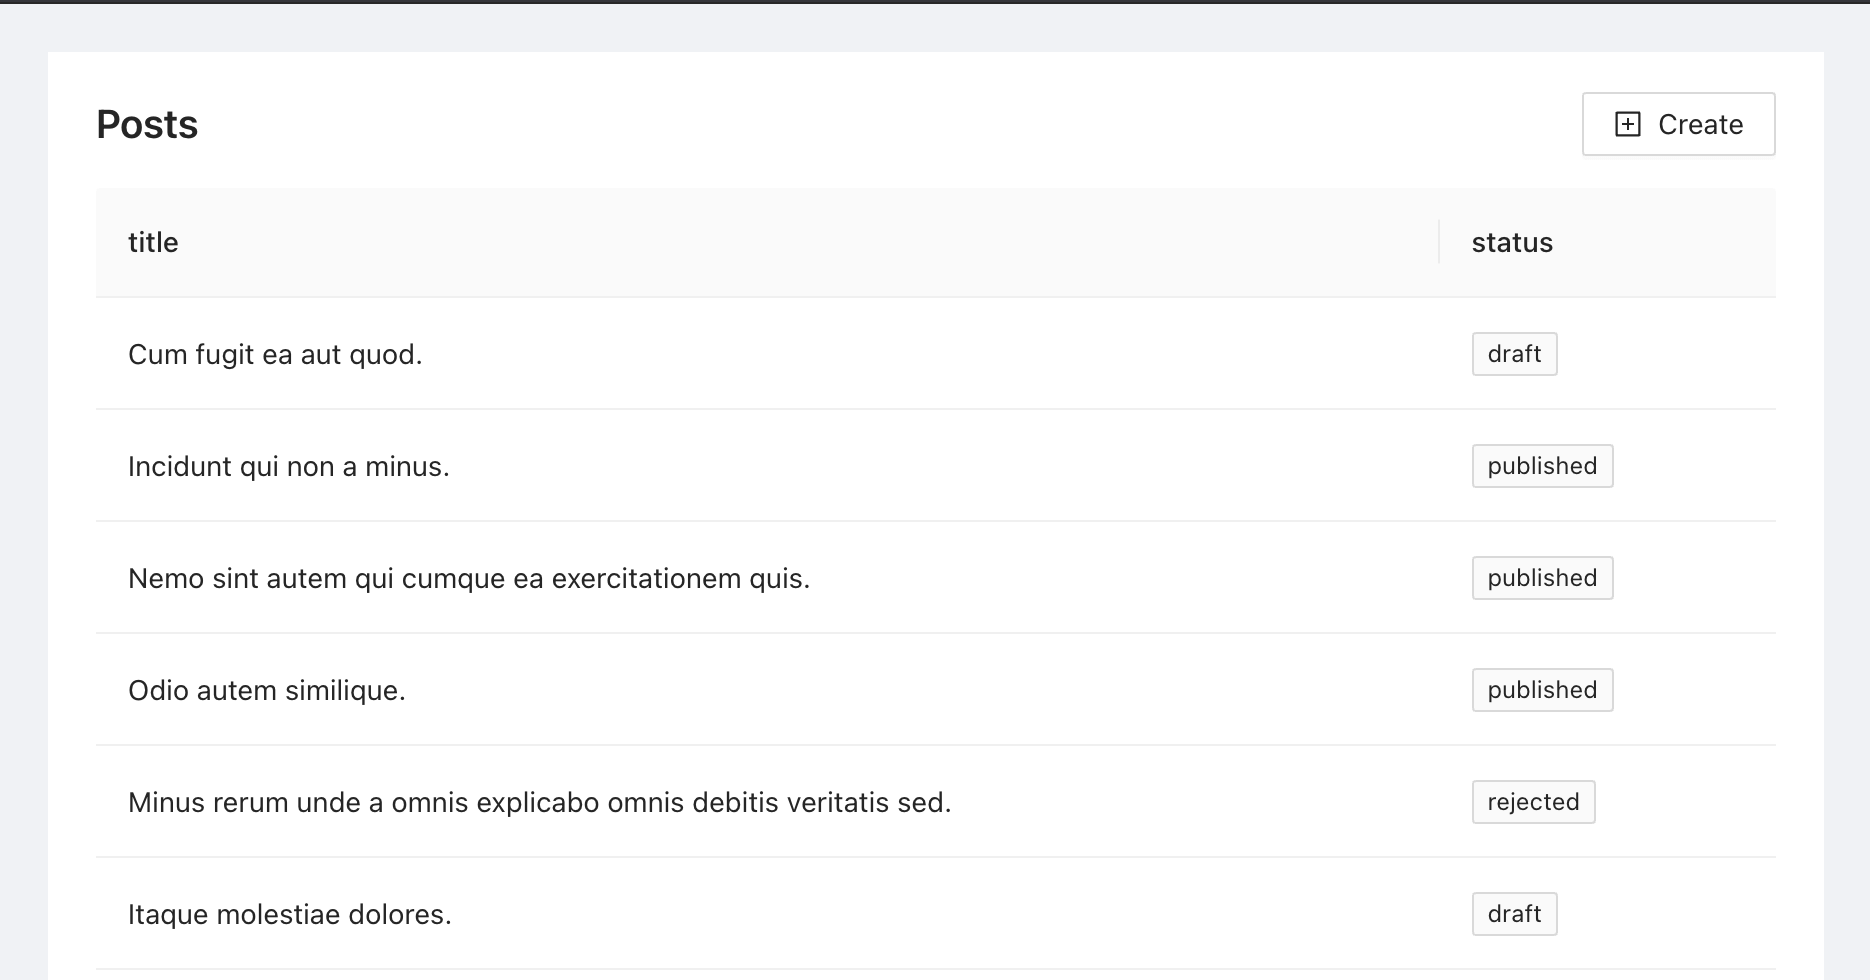 Posts
Create
title status
Cum fugit ea aut quod. draft
Incidunt qui non a minus. published
Nemo sint autem qui cumque ea exercitationem quis. published
Odio autem similique. published
Minus rerum unde a omnis explicabo omnis debitis veritatis sed. rejected
Itaque molestiae dolores. draft